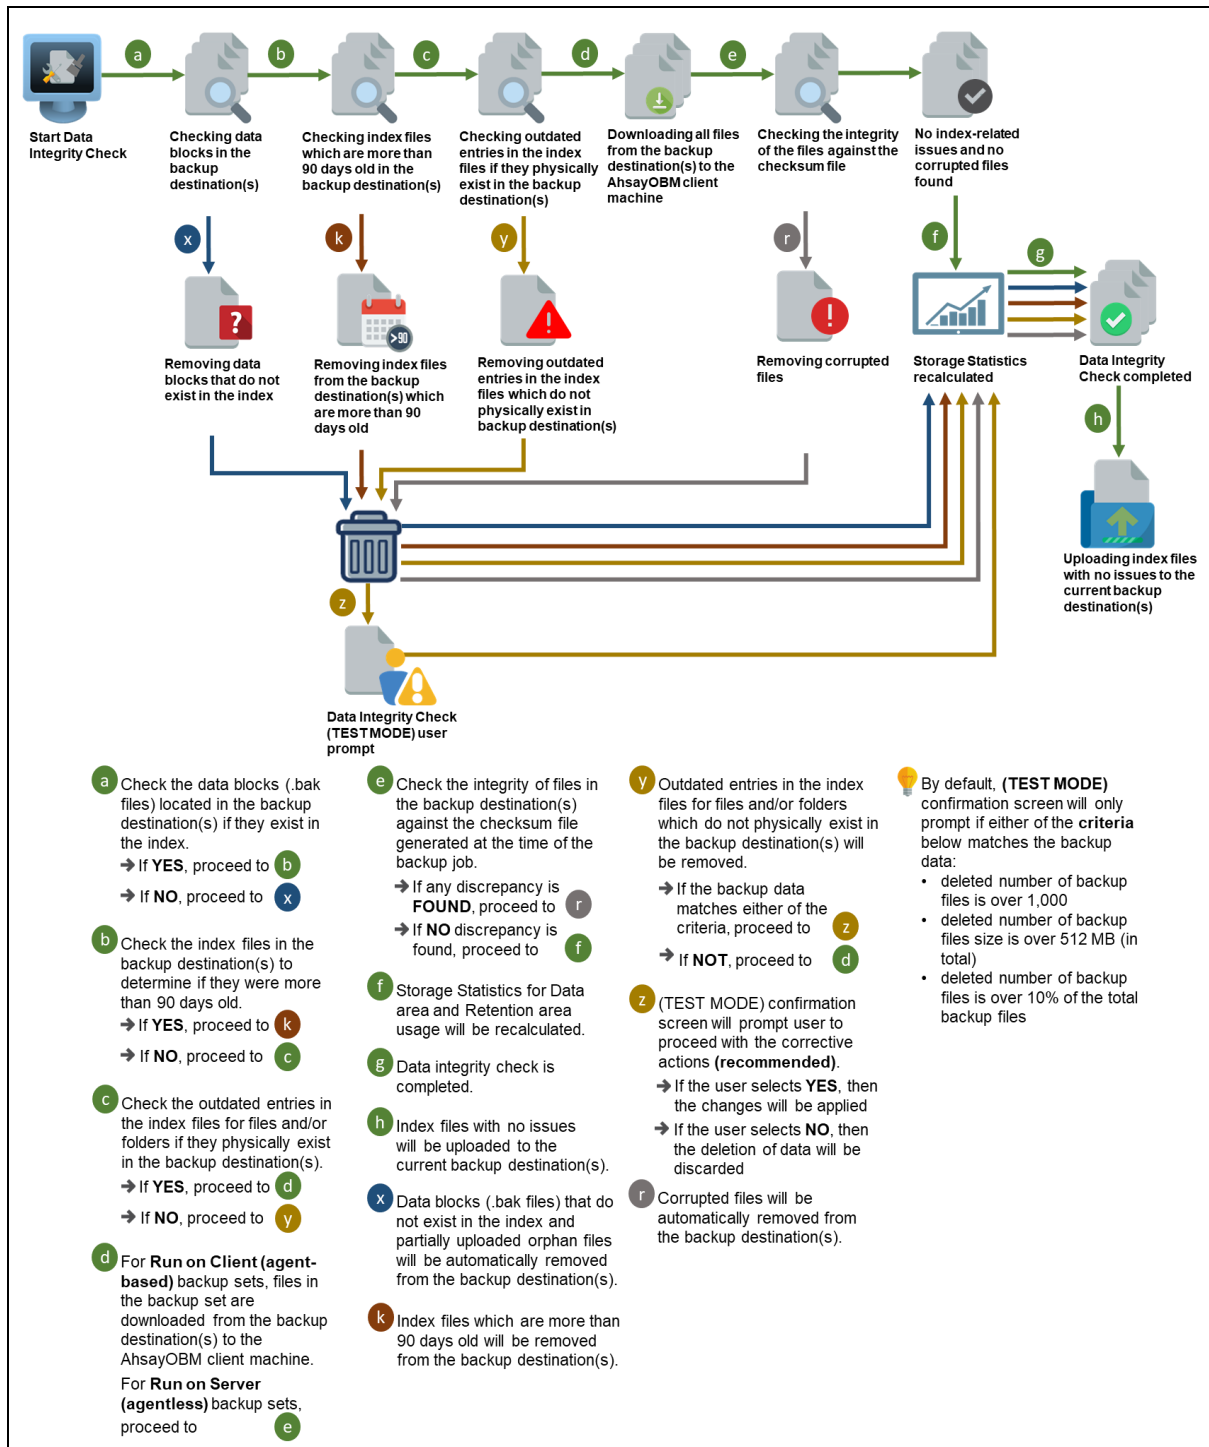 a
b
c
d
e
Start Data
Integrity Check
Checking data
blocks in the
backup
destination(s)
Checking index files
which are more than
90 days old in the
backup destination(s)
Checking outdated
entries in the index
files if they physically
exist in the backup
destination(s)
Downloading all files
from the backup
destination(s) to the
AhsayOBM client
machine
Checking the integrity
of the files against the
checksum file
No index-related
issues and no
corrupted files
found
x
k
y
r
f
g
?
>90
!
!
Removing data
blocks that do not
exist in the index
Removing index files
from the backup
destination(s) which
are more than 90
days old
Removing outdated
entries in the index
files which do not
physically exist in
backup destination(s)
Removing corrupted
files
Storage Statistics
recalculated
Data Integrity
Check completed
h
Uploading index files
with no issues to the
current backup
destination(s)
z
!
Data Integrity Check
(TEST MODE) user
prompt
a Check the data blocks (.bak
files) located in the backup
destination(s) if they exist in
the index.
➔ If YES, proceed to b
➔ If NO, proceed to x
b Check the index files in the
backup destination(s) to
determine if they were more
than 90 days old.
➔ If YES, proceed to k
➔ If NO, proceed to c
c Check the outdated entries in
the index files for files and/or
folders if they physically exist
in the backup destination(s).
➔ If YES, proceed to d
➔ If NO, proceed to y
d For Run on Client (agent-
based) backup sets, files in
the backup set are
downloaded from the backup
destination(s) to the
AhsayOBM client machine.
For Run on Server
(agentless) backup sets,
proceed to e
e Check the integrity of files in
the backup destination(s)
against the checksum file
generated at the time of the
backup job.
➔ If any discrepancy is
FOUND, proceed to r
➔ If NO discrepancy is
found, proceed to f
f Storage Statistics for Data
area and Retention area
usage will be recalculated.
g Data integrity check is
completed.
h Index files with no issues
will be uploaded to the
current backup destination(s).
x Data blocks (.bak files) that do
not exist in the index and
partially uploaded orphan files
will be automatically removed
from the backup destination(s).
k Index files which are more than
90 days old will be removed
from the backup destination(s).
y Outdated entries in the index
files for files and/or folders
which do not physically exist in
the backup destination(s) will
be removed.
➔ If the backup data
matches either of the
criteria, proceed to z
➔ If NOT, proceed to d
z (TEST MODE) confirmation
screen will prompt user to
proceed with the corrective
actions (recommended).
➔ If the user selects YES, then
the changes will be applied
➔ If the user selects NO, then
the deletion of data will be
discarded
r Corrupted files will be
automatically removed from
the backup destination(s).
By default, (TEST MODE)
confirmation screen will only
prompt if either of the criteria
below matches the backup
data:
• deleted number of backup
files is over 1,000
• deleted number of backup
files size is over 512 MB (in
total)
• deleted number of backup
files is over 10% of the total
backup files